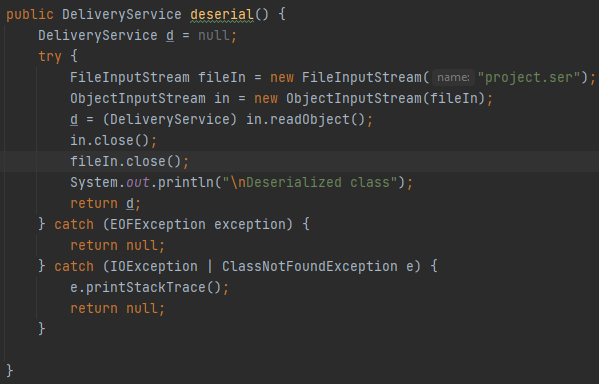 public DeliveryService deserial() {
    DeliveryService d = null;
    try {
        FileInputStream fileIn = new FileInputStream( name: "project.ser");
        ObjectInputStream in = new ObjectInputStream(fileIn);
        d = (DeliveryService) in.readObject();
        in.close();
        fileIn.close();
        System.out.println("\nDeserialized class");
        return d;
    } catch (EOFException exception) {
        return null;
    } catch (IOException | ClassNotFoundException e) {
        e.printStackTrace();
        return null;
    }
}